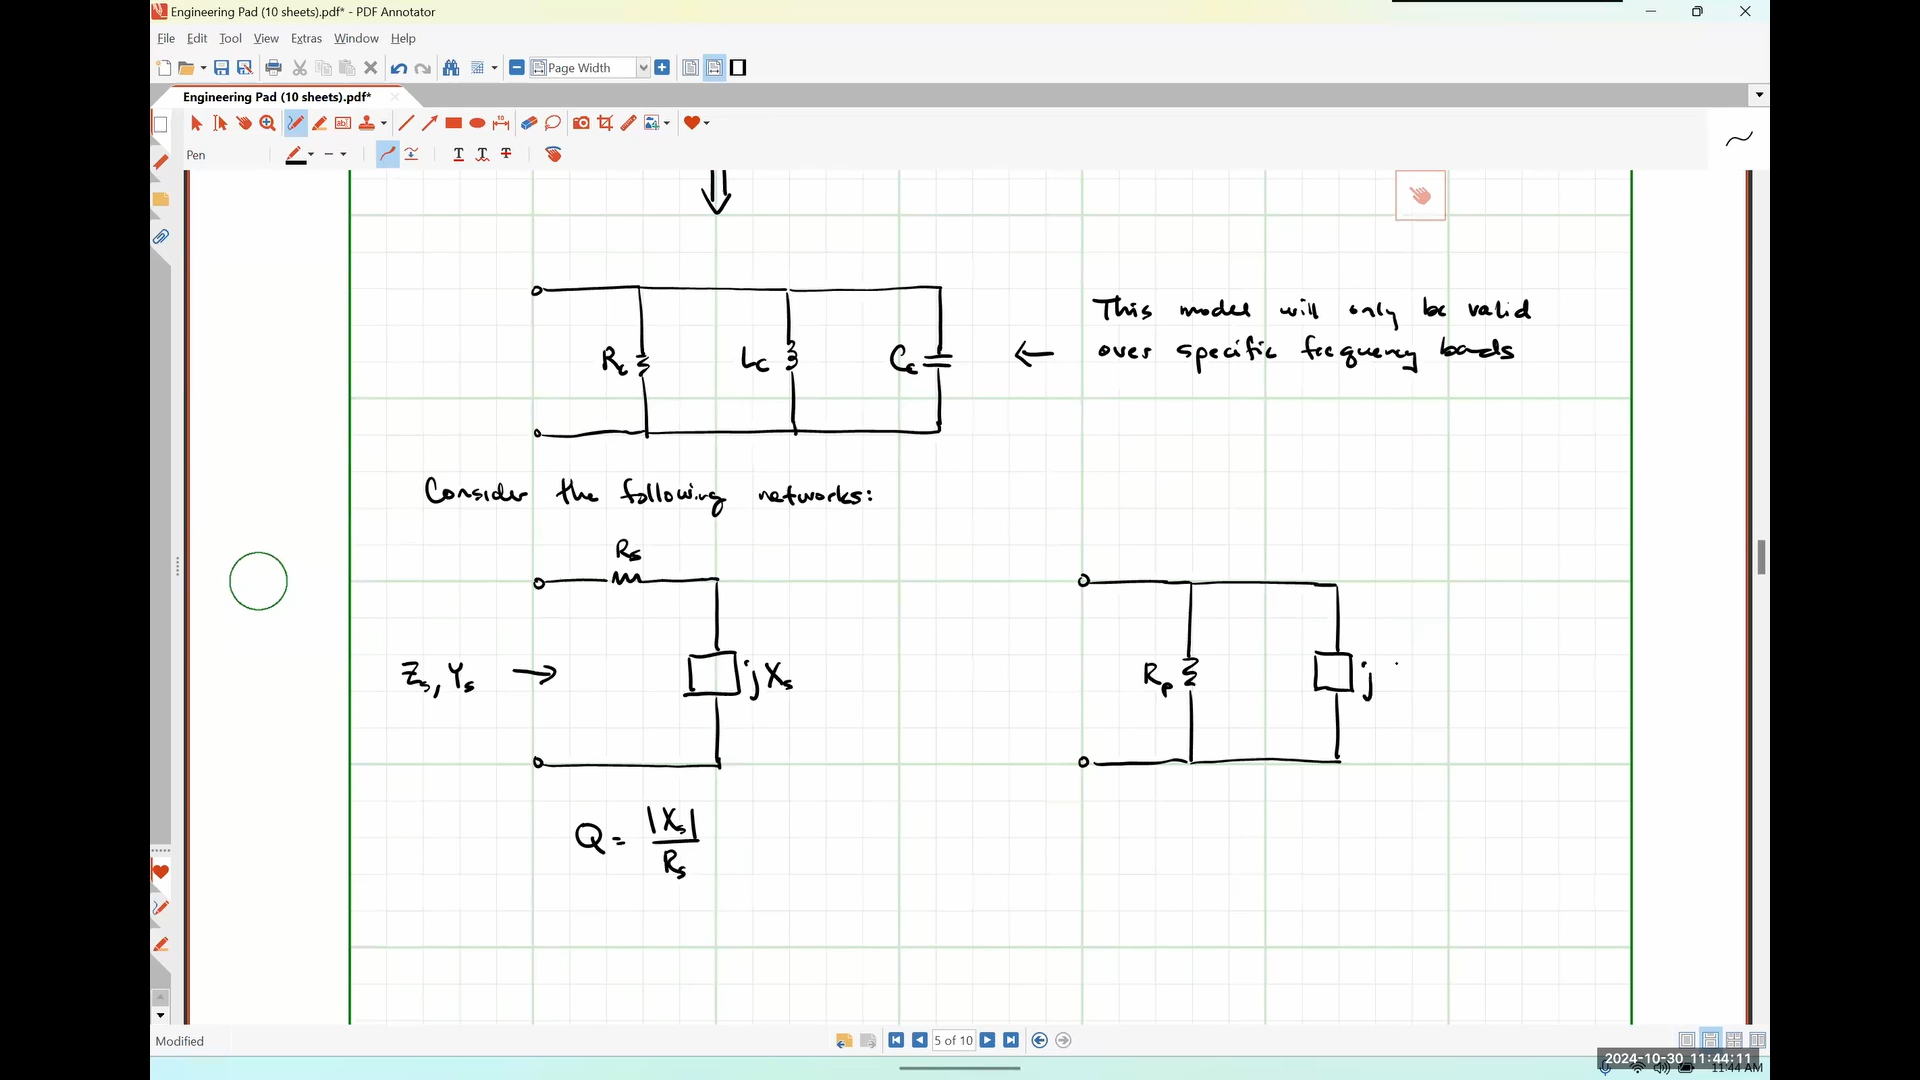 Engineering Pad (10 sheets).pdf* - PDF Annotator
File Edit Tool View Extras Window Help
Page Width
Engineering Pad (10 sheets).pdf*
Pen
This model will only be valid
over specific frequency bands
Rc Lc Cc
Consider the following networks:
Rs
Zs, Ys → jXs
Rp j
Q = |Xs| / Rs
Modified
5 of 10
2024-10-30 11:44:11
11:44 AM